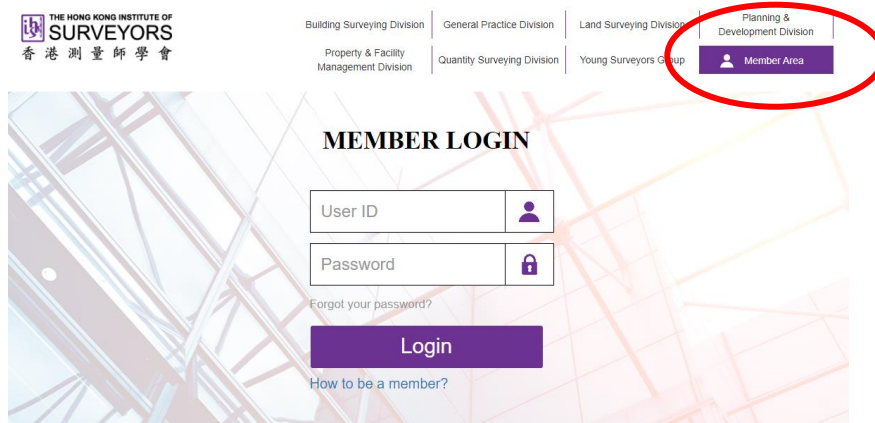 THE HONG KONG INSTITUTE OF
SURVEYORS
香港測量師學會
Building Surveying Division
General Practice Division
Land Surveying Division
Planning &
Development Division
Property & Facility
Management Division
Quantity Surveying Division
Young Surveyors Group
Member Area
MEMBER LOGIN
User ID
Password
Forgot your password?
Login
How to be a member?